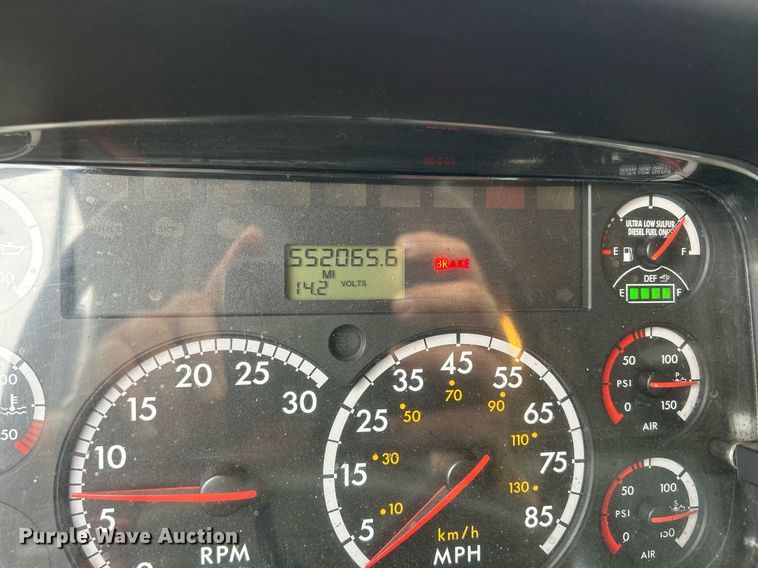 552065.6
MI
14.2 VOLTS
BRAKE
ULTRA LOW SULFUR
DIESEL FUEL ONLY
E F
DEF
E F
50 100
PSI P
0 150
AIR
50 100
PSI S
0 150
AIR
5
10
15
20
25
30
RPM
5
15
25
35
45
55
65
75
85
10
30
50
70
90
110
130
km/h
MPH
Purple Wave Auction